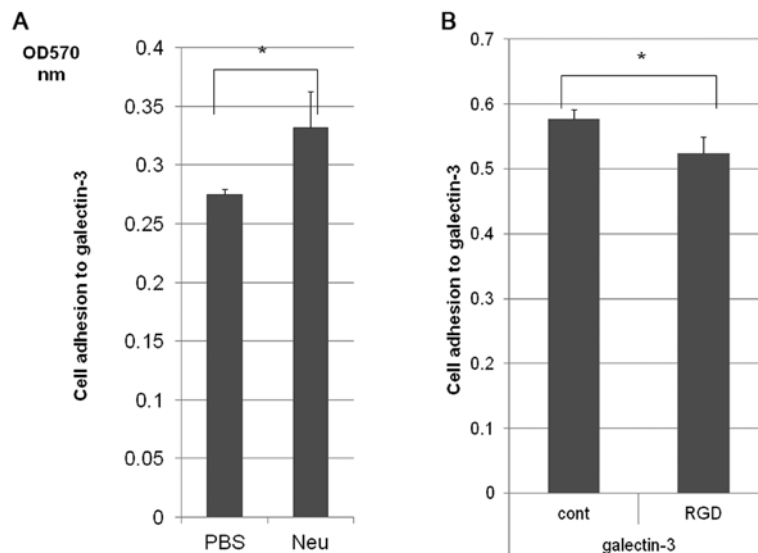 A
OD570
nm
Cell adhesion to galectin-3
0.4
0.35
0.3
0.25
0.2
0.15
0.1
0.05
0
*
PBS Neu
B
Cell adhesion to galectin-3
0.7
0.6
0.5
0.4
0.3
0.2
0.1
0
*
cont RGD
galectin-3